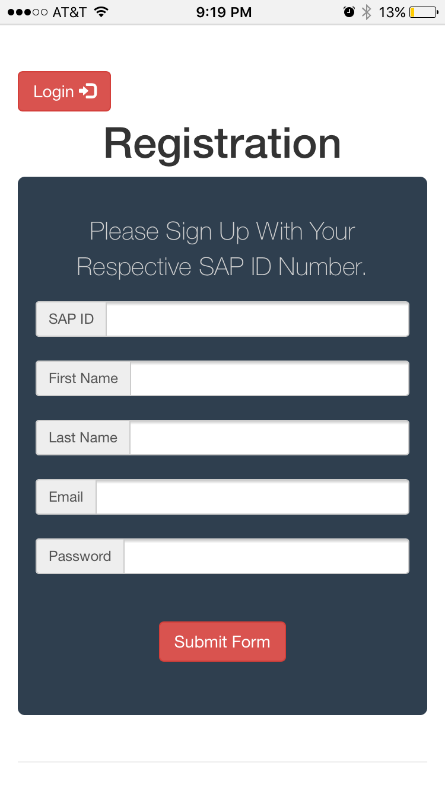 AT&T 9:19 PM 13%
Login
Registration
Please Sign Up With Your
Respective SAP ID Number.
SAP ID
First Name
Last Name
Email
Password
Submit Form